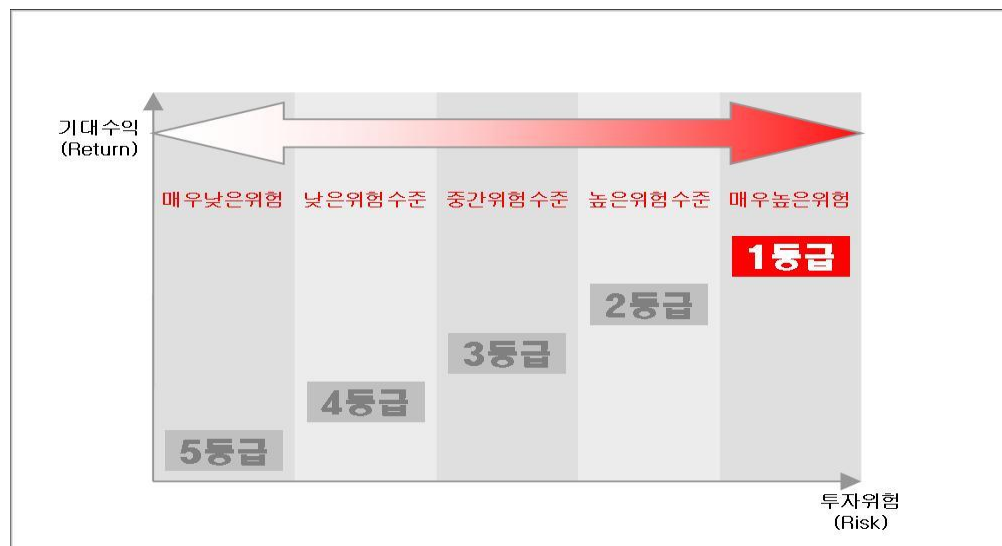 기대수익
(Return)
매우낮은위험 낮은위험수준 중간위험수준 높은위험수준 매우높은위험
1등급
2등급
3등급
4등급
5등급
투자위험
(Risk)